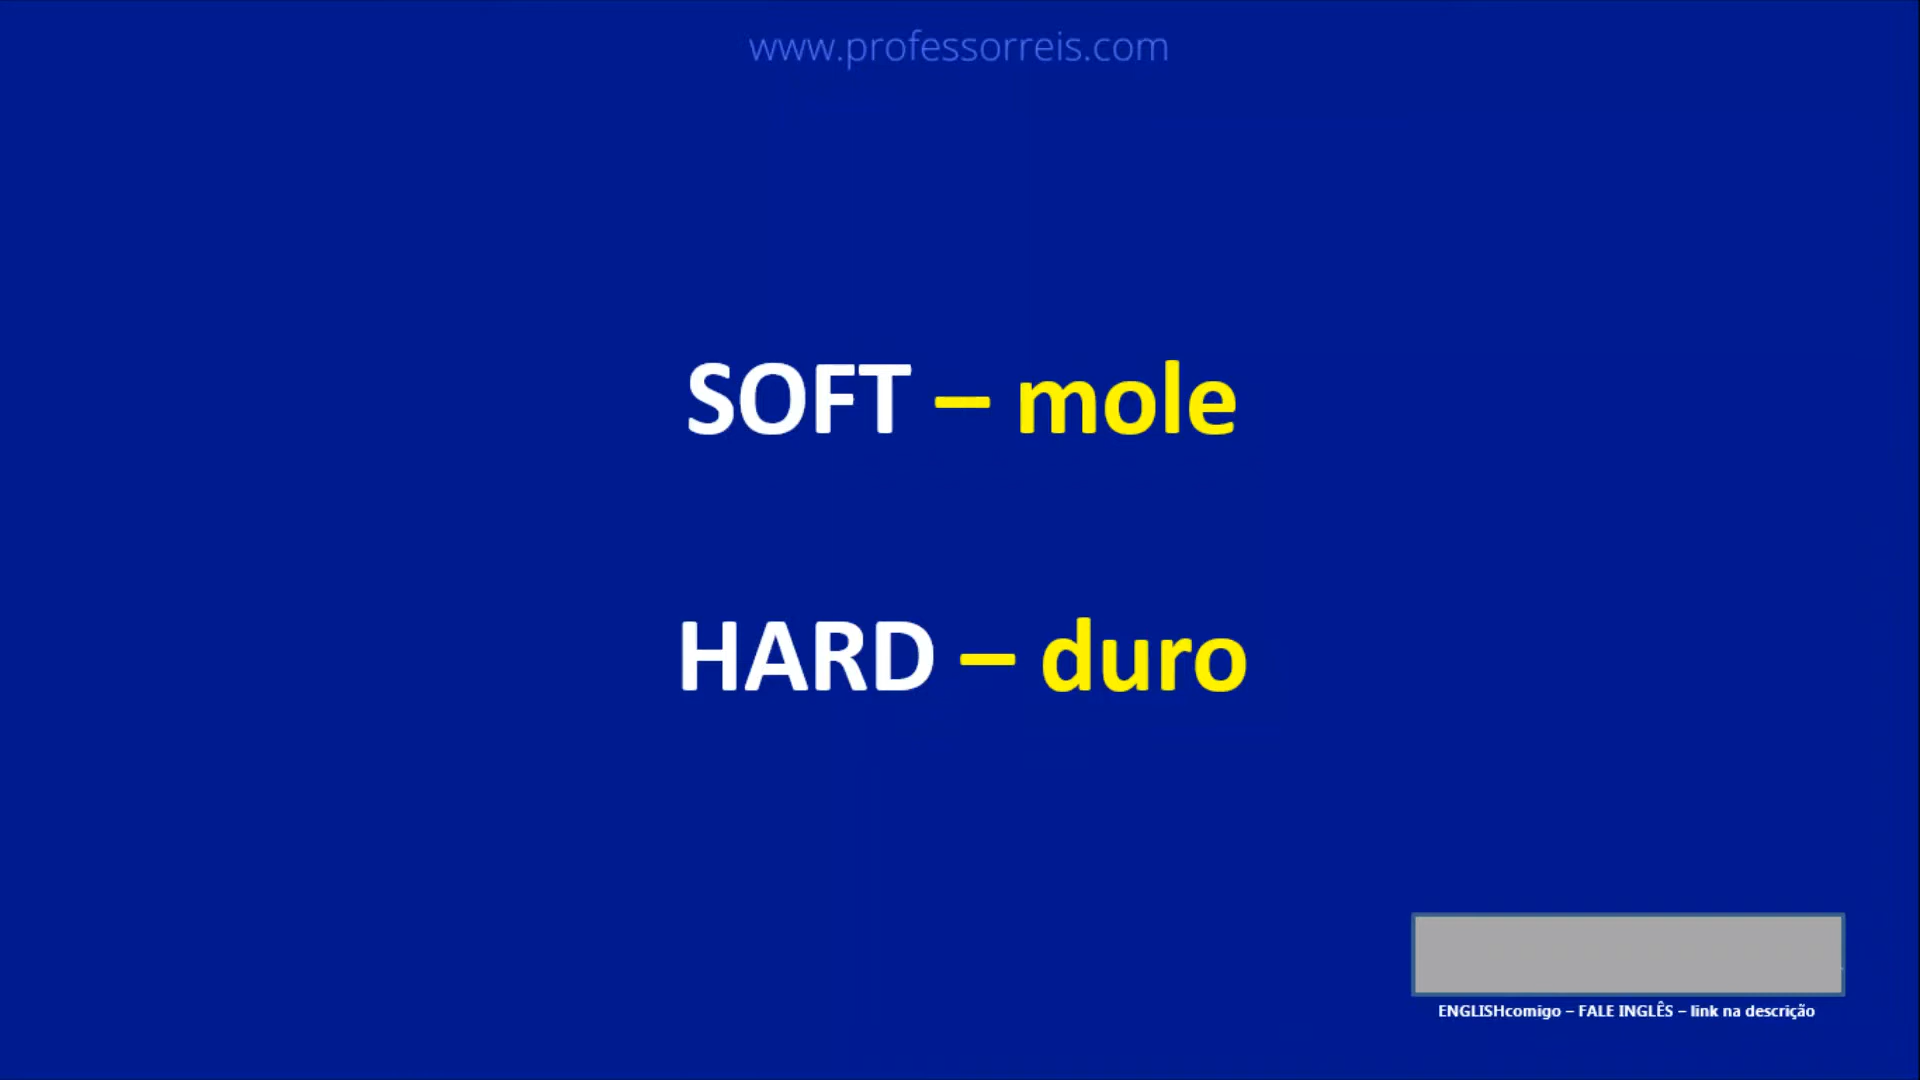 www.professorreis.com
SOFT – mole
HARD – duro
ENGLISHcomigo – FALE INGLÊS – link na descrição